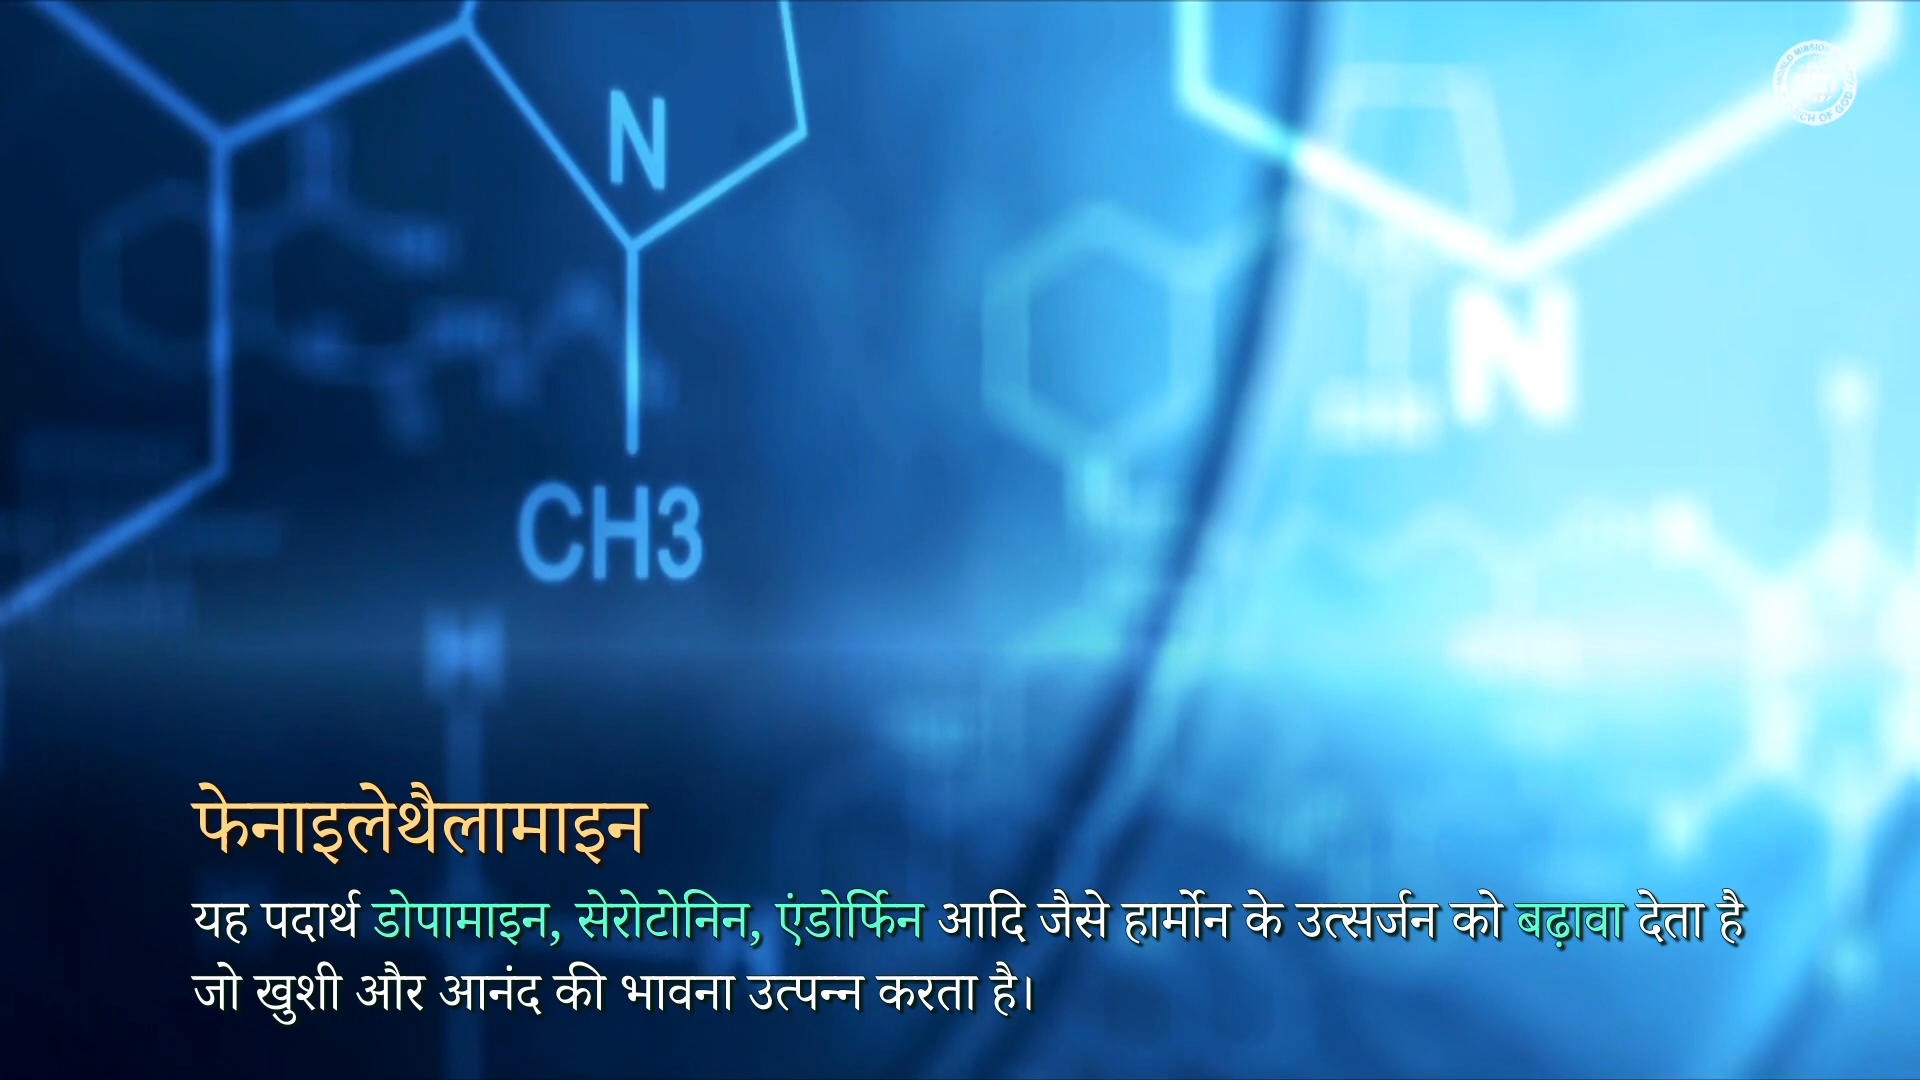 N
N
CH3
फेनाइलेथैलामाइन
यह पदार्थ डोपामाइन, सेरोटोनिन, एंडोर्फिन आदि जैसे हार्मोन के उत्सर्जन को बढ़ावा देता है
जो खुशी और आनंद की भावना उत्पन्न करता है।